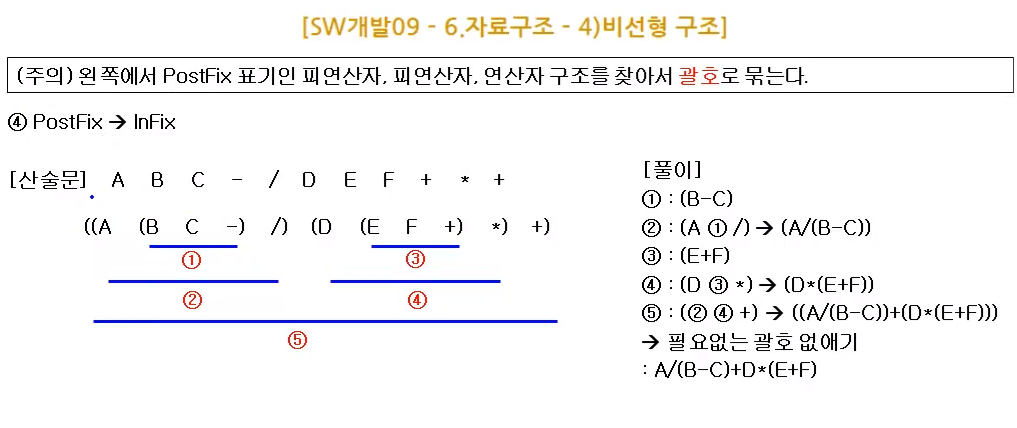 [SW개발09 - 6.자료구조 - 4)비선형 구조]
(주의) 왼쪽에서 PostFix 표기인 피연산자, 피연산자, 연산자 구조를 찾아서 괄호로 묶는다.
④ PostFix → InFix
[산술문] A B C - / D E F + * +
((A (B C -) /) (D (E F +) *) +)
①
③
②
④
⑤
[풀이]
① : (B-C)
② : (A ① /) → (A/(B-C))
③ : (E+F)
④ : (D ③ *) → (D*(E+F))
⑤ : (② ④ +) → ((A/(B-C))+(D*(E+F)))
→ 필요없는 괄호 없애기
: A/(B-C)+D*(E+F)